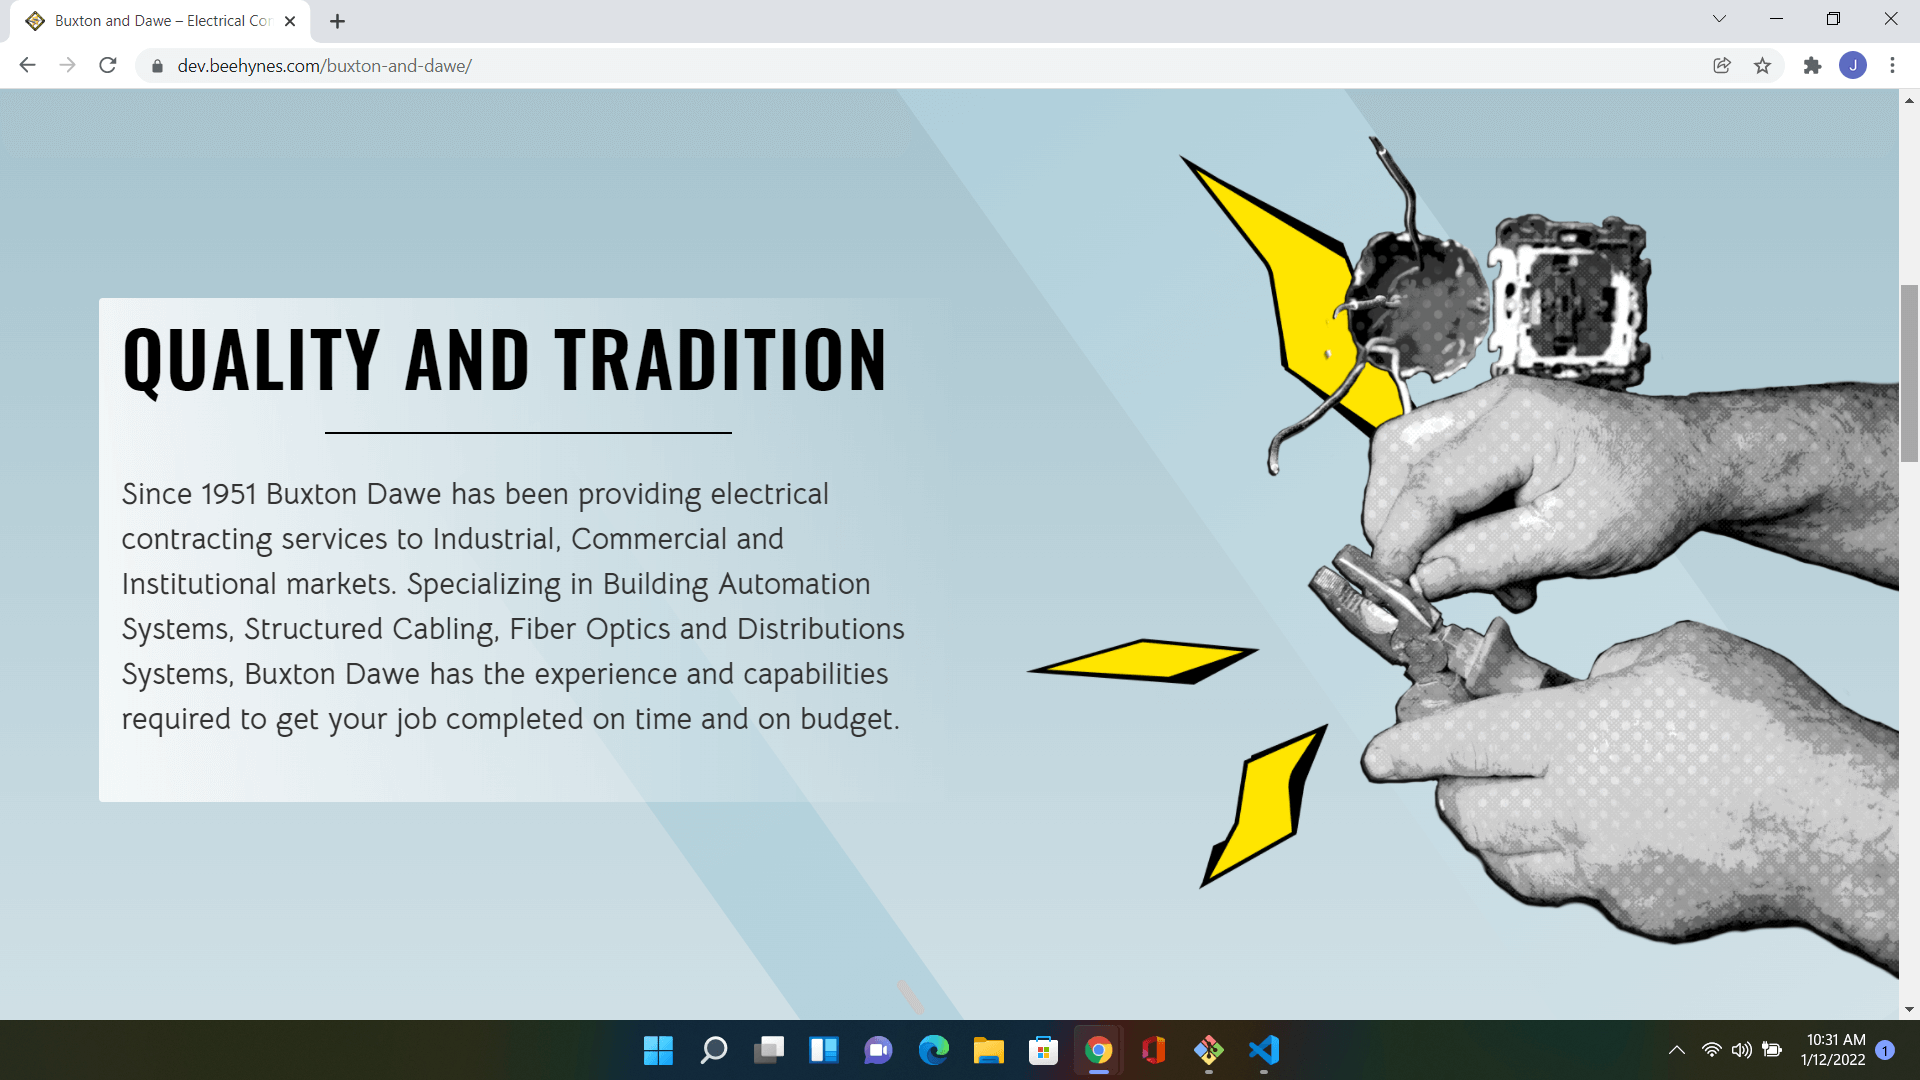 Buxton and Dawe – Electrical Con
dev.beehynes.com/buxton-and-dawe/
J
QUALITY AND TRADITION
Since 1951 Buxton Dawe has been providing electrical
contracting services to Industrial, Commercial and
Institutional markets. Specializing in Building Automation
Systems, Structured Cabling, Fiber Optics and Distributions
Systems, Buxton Dawe has the experience and capabilities
required to get your job completed on time and on budget.
10:31 AM
1/12/2022
1